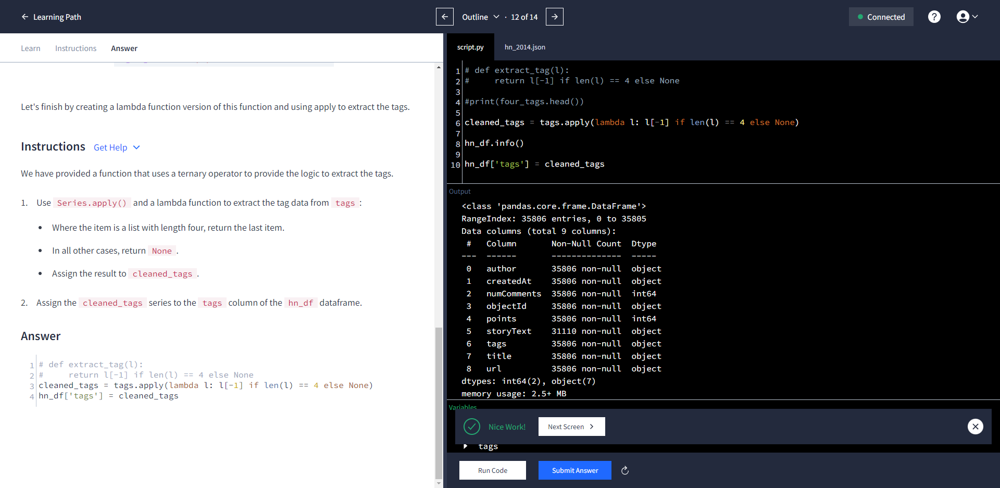 Learning Path
Outline · 12 of 14
Connected
?
Learn Instructions Answer
Let's finish by creating a lambda function version of this function and using apply to extract the tags.
Instructions Get Help
We have provided a function that uses a ternary operator to provide the logic to extract the tags.
1. Use Series.apply() and a lambda function to extract the tag data from tags :
• Where the item is a list with length four, return the last item.
• In all other cases, return None .
• Assign the result to cleaned_tags .
2. Assign the cleaned_tags series to the tags column of the hn_df dataframe.
Answer
1 # def extract_tag(l):
2 #     return l[-1] if len(l) == 4 else None
3 cleaned_tags = tags.apply(lambda l: l[-1] if len(l) == 4 else None)
4 hn_df['tags'] = cleaned_tags
script.py hn_2014.json
1 # def extract_tag(l):
2 #     return l[-1] if len(l) == 4 else None
3
4 #print(four_tags.head())
5
6 cleaned_tags = tags.apply(lambda l: l[-1] if len(l) == 4 else None)
7
8 hn_df.info()
9
10 hn_df['tags'] = cleaned_tags
Output
<class 'pandas.core.frame.DataFrame'>
RangeIndex: 35806 entries, 0 to 35805
Data columns (total 9 columns):
 #   Column       Non-Null Count  Dtype
---  ------       --------------  -----
 0   author       35806 non-null  object
 1   createdAt    35806 non-null  object
 2   numComments  35806 non-null  int64
 3   objectId     35806 non-null  object
 4   points       35806 non-null  int64
 5   storyText    31110 non-null  object
 6   tags         35806 non-null  object
 7   title        35806 non-null  object
 8   url          35806 non-null  object
dtypes: int64(2), object(7)
memory usage: 2.5+ MB
Variables
Nice Work! Next Screen
tags
Run Code Submit Answer